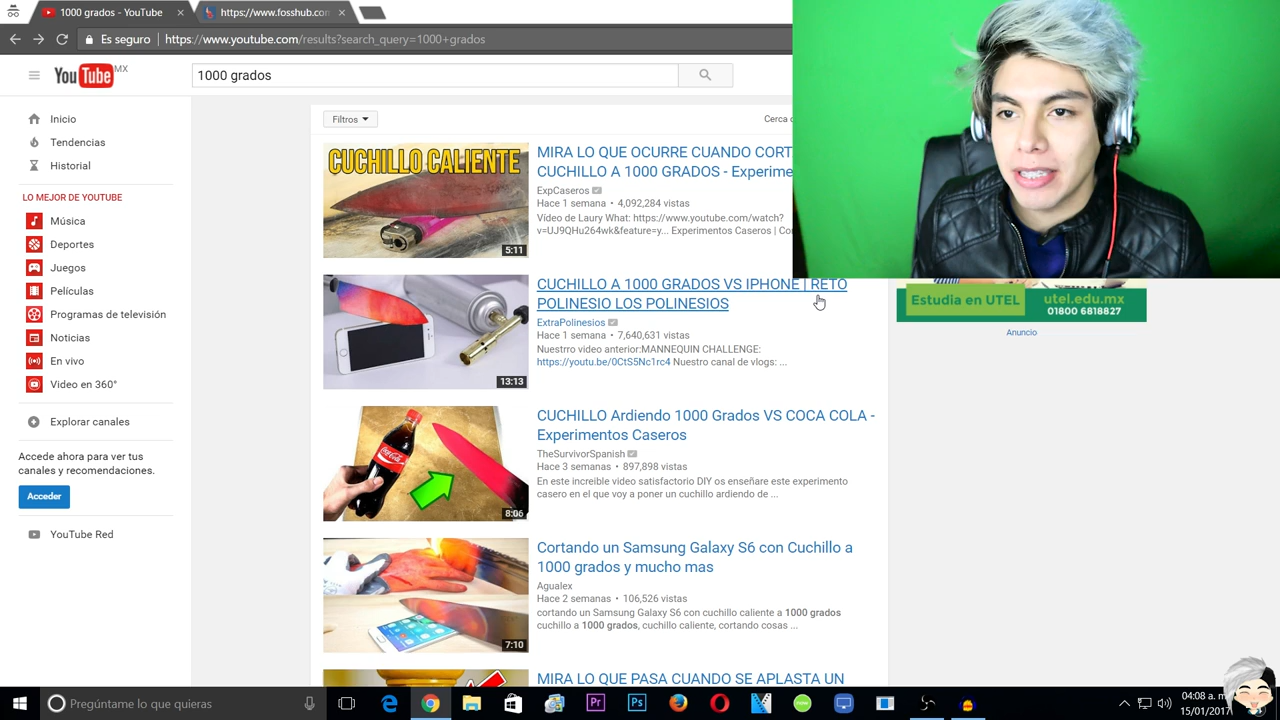 1000 grados - YouTube
https://www.fosshub.com
Es seguro
https://www.youtube.com/results?search_query=1000+grados
YouTube MX
1000 grados
Inicio
Tendencias
Historial
LO MEJOR DE YOUTUBE
Música
Deportes
Juegos
Películas
Programas de televisión
Noticias
En vivo
Video en 360°
Explorar canales
Accede ahora para ver tus
canales y recomendaciones.
Acceder
YouTube Red
Filtros
Cerca
CUCHILLO CALIENTE
5:11
MIRA LO QUE OCURRE CUANDO CORT
CUCHILLO A 1000 GRADOS - Experime
ExpCaseros
Hace 1 semana • 4,092,284 vistas
Vídeo de Laury What: https://www.youtube.com/watch?
v=UJ9QHu264wk&feature=y... Experimentos Caseros | Co
13:13
CUCHILLO A 1000 GRADOS VS IPHONE | RETO
POLINESIO LOS POLINESIOS
ExtraPolinesios
Hace 1 semana • 7,640,631 vistas
Nuestrro video anterior:MANNEQUIN CHALLENGE:
https://youtu.be/0CtS5Nc1rc4 Nuestro canal de vlogs: ...
Coca-Cola
8:06
CUCHILLO Ardiendo 1000 Grados VS COCA COLA -
Experimentos Caseros
TheSurvivorSpanish
Hace 3 semanas • 897,898 vistas
En este increible video satisfactorio DIY os enseñare este experimento
casero en el que voy a poner un cuchillo ardiendo de ...
7:10
Cortando un Samsung Galaxy S6 con Cuchillo a
1000 grados y mucho mas
Agualex
Hace 2 semanas • 106,526 vistas
cortando un Samsung Galaxy S6 con cuchillo caliente a 1000 grados
cuchillo a 1000 grados, cuchillo caliente, cortando cosas ...
MIRA LO QUE PASA CUANDO SE APLASTA UN
Estudia en UTEL
utel.edu.mx
01800 6818827
Anuncio
Pregúntame lo que quieras
Pr
Ps
04:08 a. m.
15/01/2017